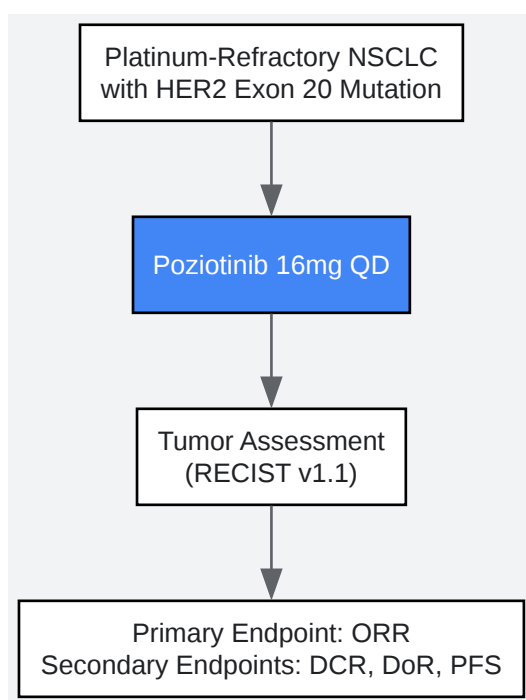 Platinum-Refractory NSCLC
with HER2 Exon 20 Mutation
Poziotinib 16mg QD
Tumor Assessment
(RECIST v1.1)
Primary Endpoint: ORR
Secondary Endpoints: DCR, DoR, PFS